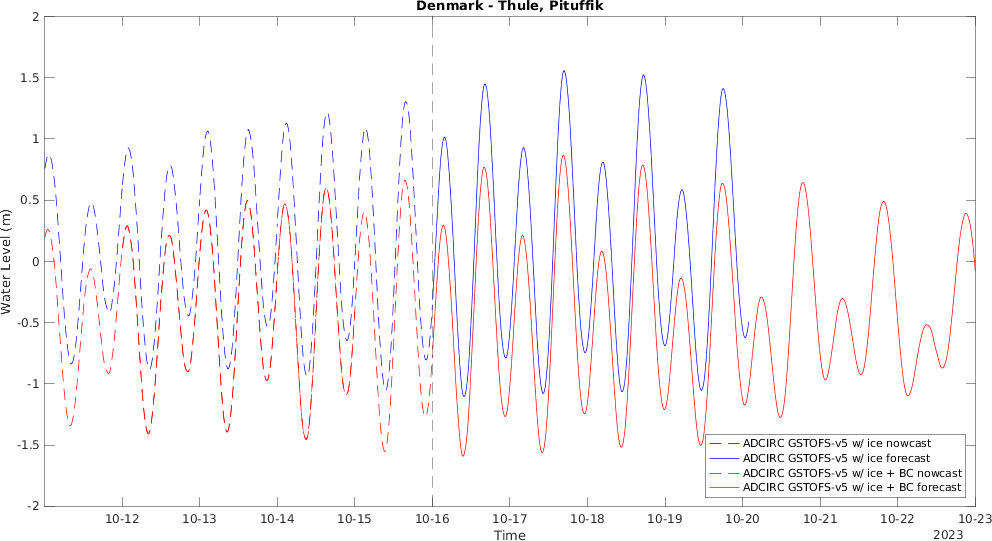 Denmark - Thule, Pituffik
Water Level (m)
2
1.5
1
0.5
0
-0.5
-1
-1.5
-2
10-12 10-13 10-14 10-15 10-16 10-17 10-18 10-19 10-20 10-21 10-22 10-23
Time
2023
ADCIRC GSTOFS-v5 w/ ice nowcast
ADCIRC GSTOFS-v5 w/ ice forecast
ADCIRC GSTOFS-v5 w/ ice + BC nowcast
ADCIRC GSTOFS-v5 w/ ice + BC forecast